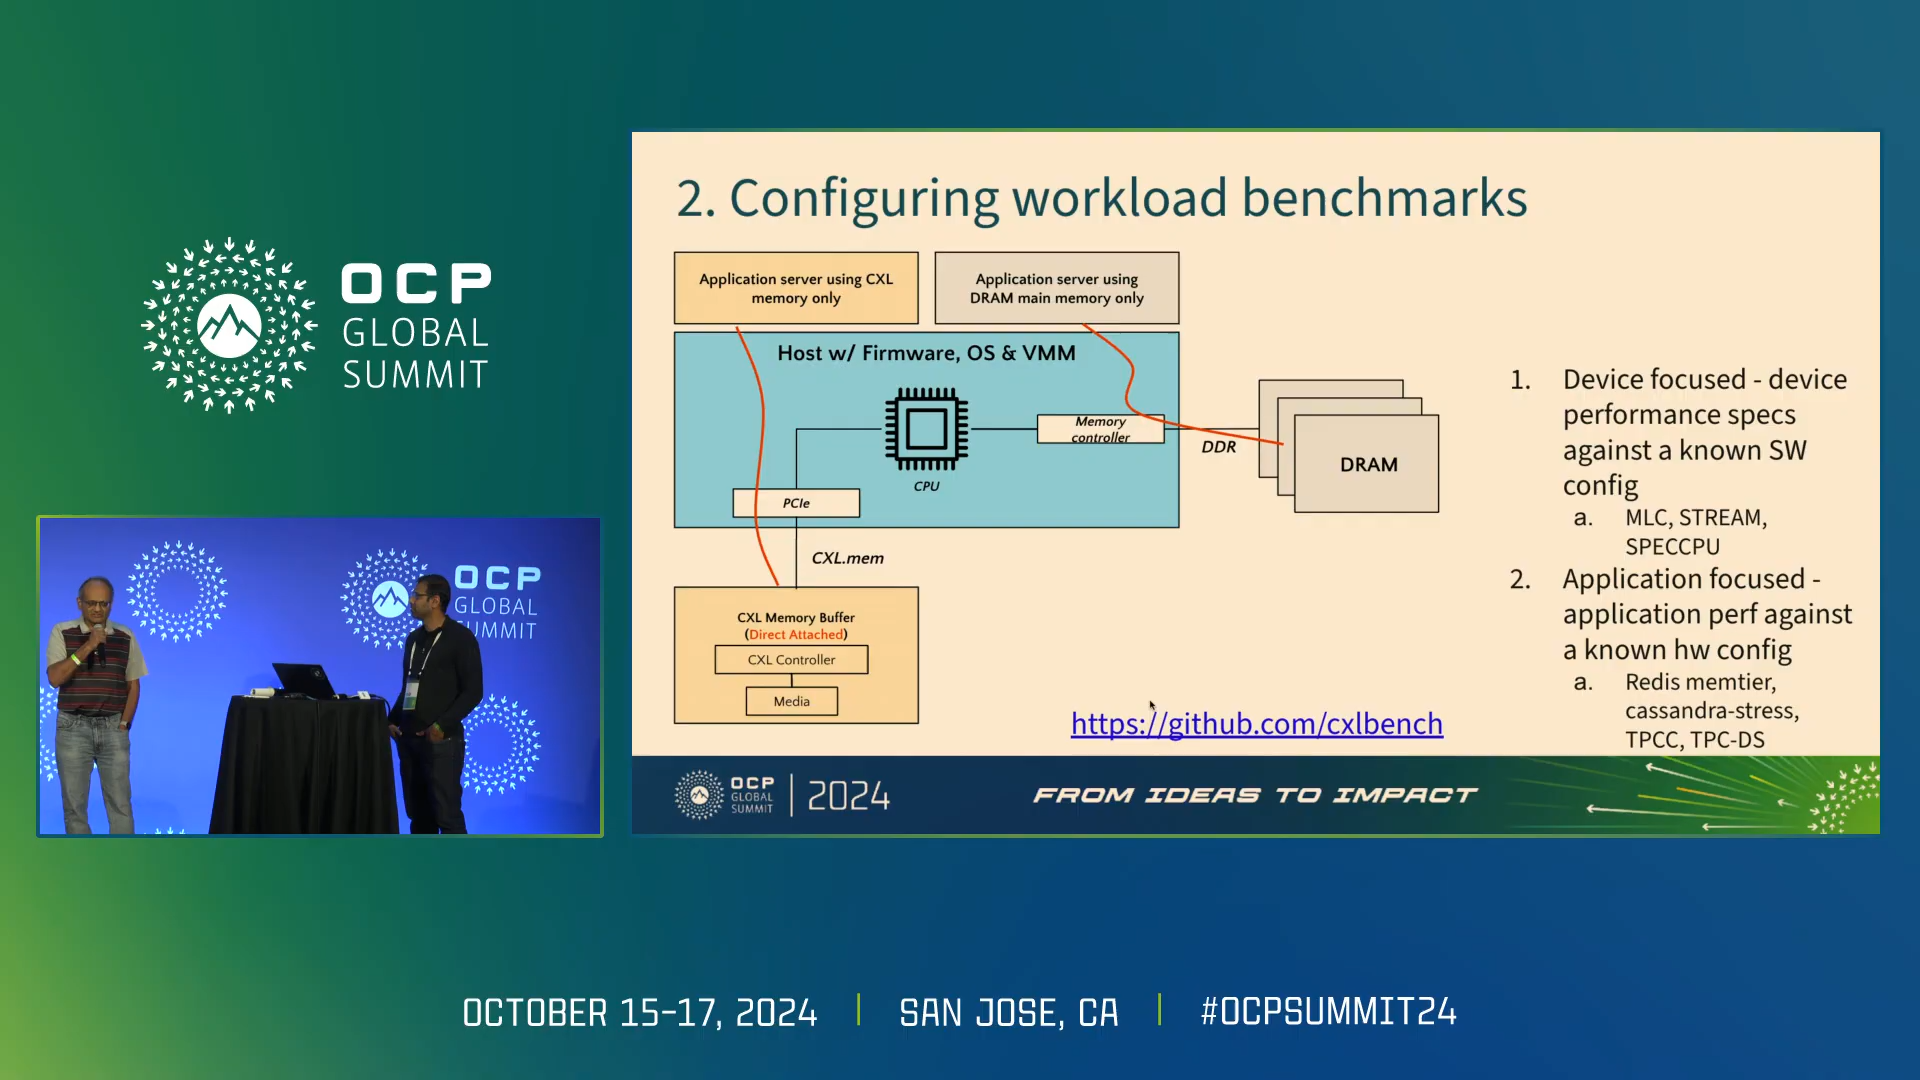 OCP
GLOBAL
SUMMIT
OCP
GLOBAL
SUMMIT
2. Configuring workload benchmarks
Application server using CXL
memory only
Application server using
DRAM main memory only
Host w/ Firmware, OS & VMM
CPU
Memory
controller
PCIe
DDR
DRAM
CXL.mem
CXL Memory Buffer
(Direct Attached)
CXL Controller
Media
1. Device focused - device
performance specs
against a known SW
config
a. MLC, STREAM,
SPECCPU
2. Application focused -
application perf against
a known hw config
a. Redis memtier,
cassandra-stress,
TPCC, TPC-DS
https://github.com/cxlbench
OCP
GLOBAL
SUMMIT
2024
FROM IDEAS TO IMPACT
OCTOBER 15-17, 2024
SAN JOSE, CA
#OCPSUMMIT24